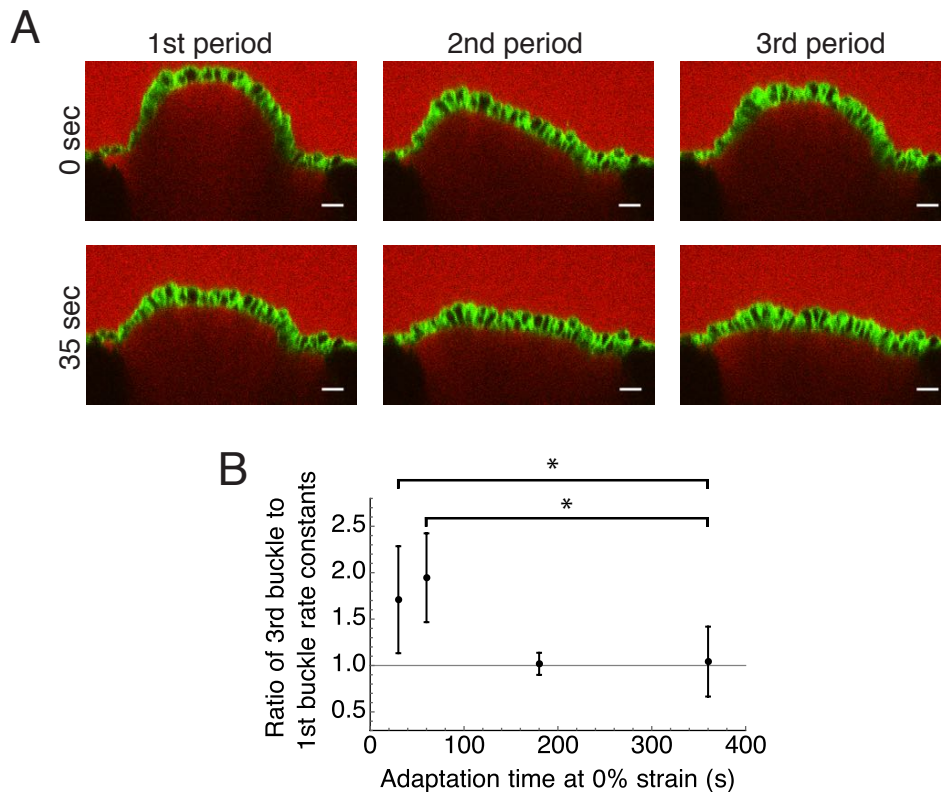 A
1st period
2nd period
3rd period
0 sec
35 sec
B
Ratio of 3rd buckle to
1st buckle rate constants
2.5
2.0
1.5
1.0
0.5
*
*
0
100
200
300
400
Adaptation time at 0% strain (s)